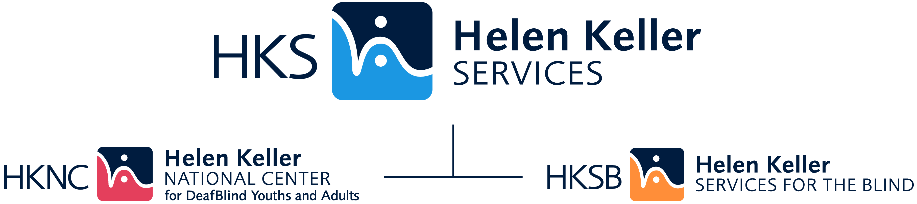 HKS
Helen Keller
SERVICES
HKNC
Helen Keller
NATIONAL CENTER
for DeafBlind Youths and Adults
HKSB
Helen Keller
SERVICES FOR THE BLIND